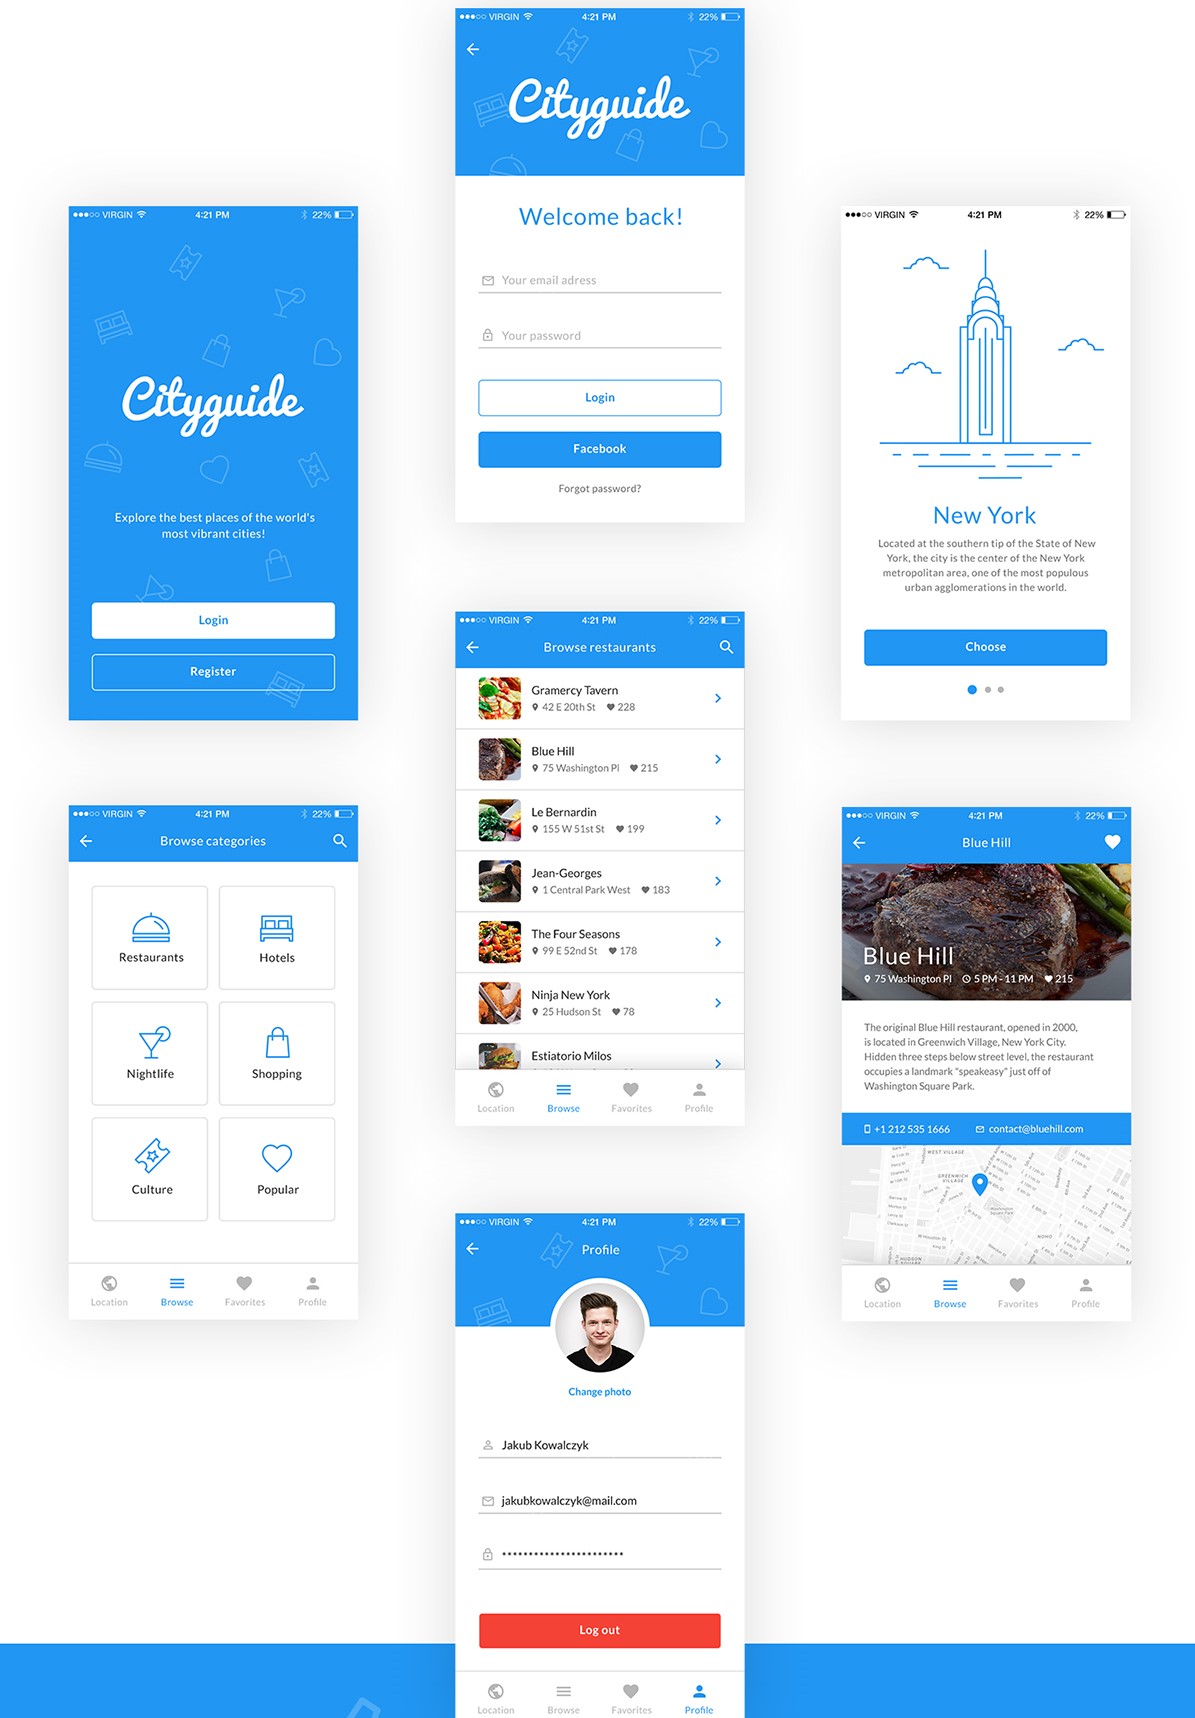 VIRGIN 4:21 PM 22%
Cityguide
Welcome back!
Your email adress
Your password
Login
Facebook
Forgot password?
VIRGIN 4:21 PM 22%
Cityguide
Explore the best places of the world's
most vibrant cities!
Login
Register
VIRGIN 4:21 PM 22%
New York
Located at the southern tip of the State of New
York, the city is the center of the New York
metropolitan area, one of the most populous
urban agglomerations in the world.
Choose
VIRGIN 4:21 PM 22%
Browse restaurants
Gramercy Tavern
42 E 20th St 228
Blue Hill
75 Washington Pl 215
Le Bernardin
155 W 51st St 199
Jean-Georges
1 Central Park West 183
The Four Seasons
99 E 52nd St 178
Ninja New York
25 Hudson St 78
Estiatorio Milos
Location Browse Favorites Profile
VIRGIN 4:21 PM 22%
Browse categories
Restaurants Hotels
Nightlife Shopping
Culture Popular
Location Browse Favorites Profile
VIRGIN 4:21 PM 22%
Blue Hill
Blue Hill
75 Washington Pl 5 PM - 11 PM 215
The original Blue Hill restaurant, opened in 2000,
is located in Greenwich Village, New York City.
Hidden three steps below street level, the restaurant
occupies a landmark "speakeasy" just off of
Washington Square Park.
+1 212 535 1666 contact@bluehill.com
WEST VILLAGE
GREENWICH
VILLAGE
Washington
Square Park
NOHO
HUDSON
SQUARE
Location Browse Favorites Profile
VIRGIN 4:21 PM 22%
Profile
Change photo
Jakub Kowalczyk
jakubkowalczyk@mail.com
Log out
Location Browse Favorites Profile